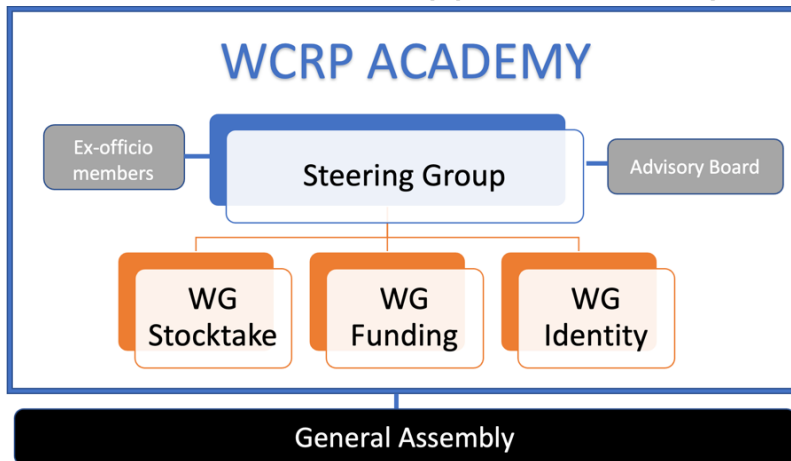 WCRP ACADEMY
Ex-officio
members
Steering Group
Advisory Board
WG
Stocktake
WG
Funding
WG
Identity
General Assembly